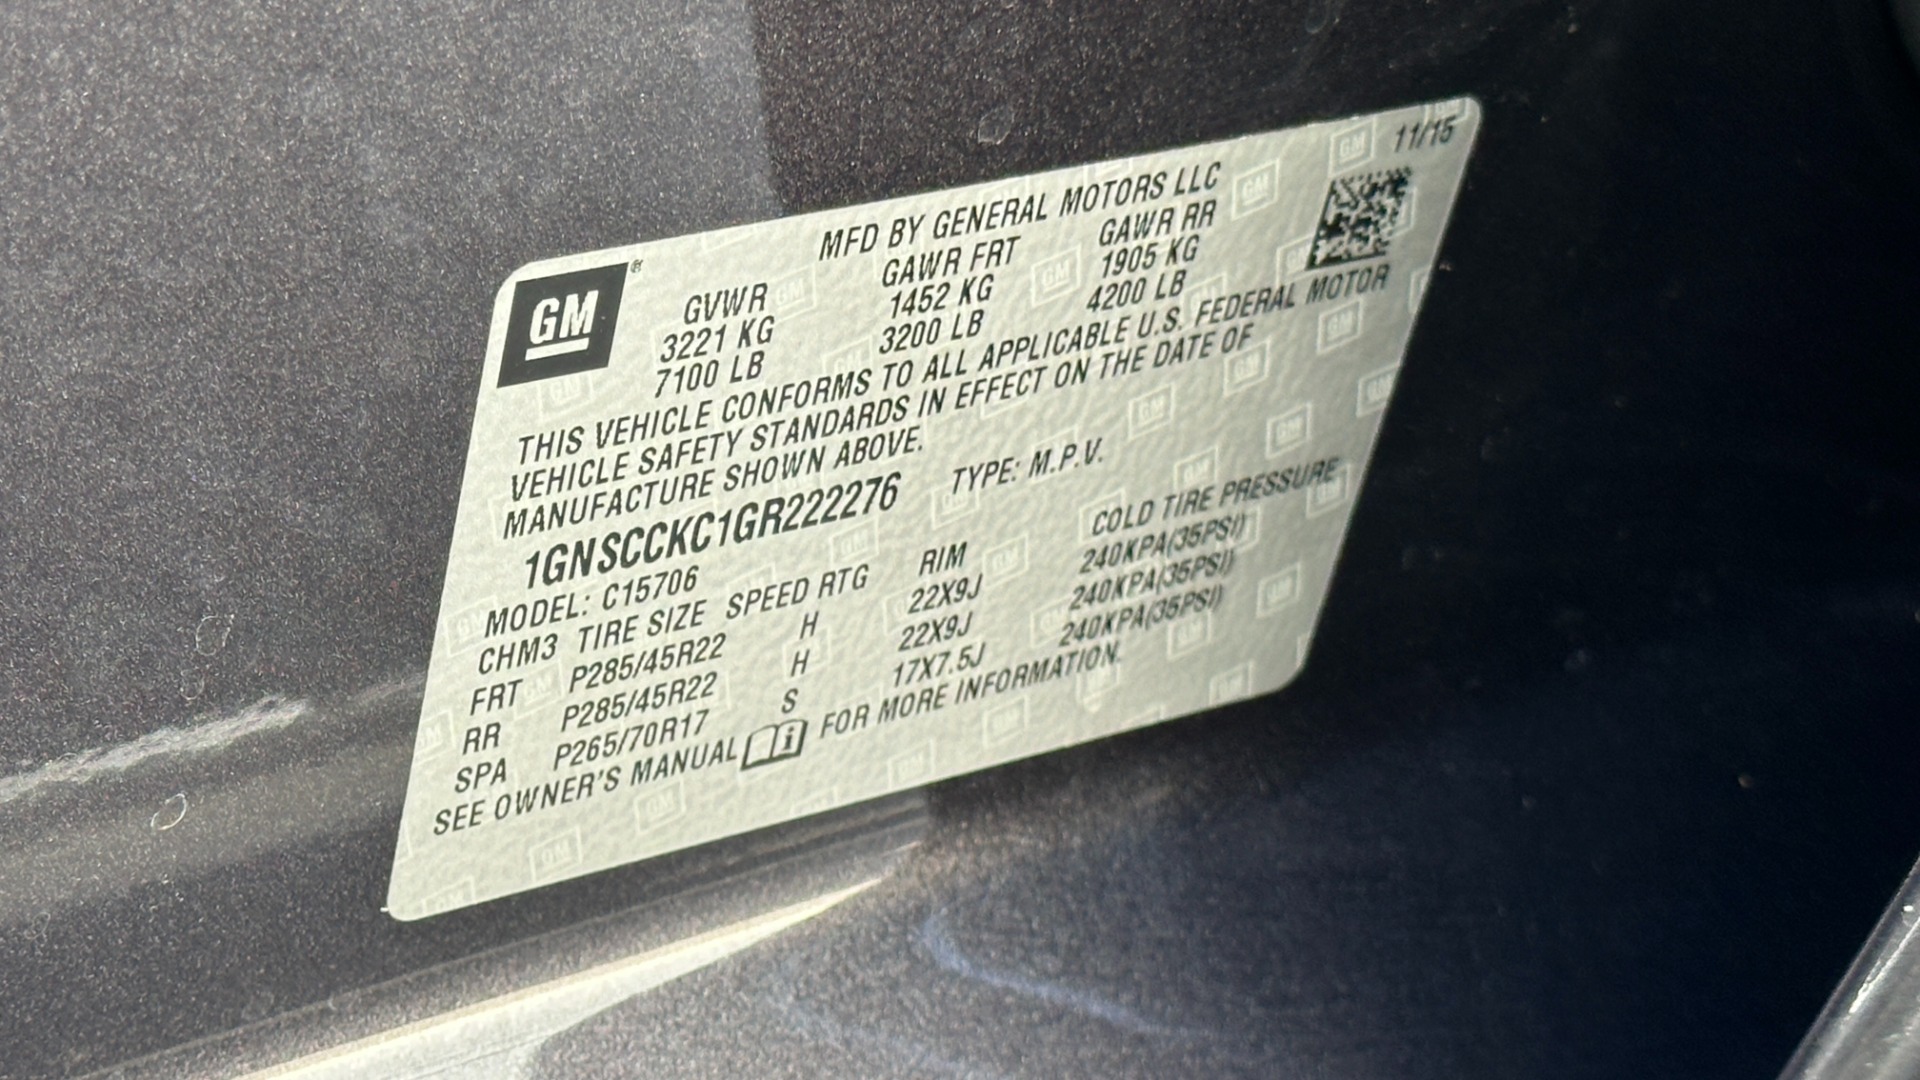 11/15
MFD BY GENERAL MOTORS LLC
GM
GVWR GAWR FRT GAWR RR
3221 KG 1452 KG 1905 KG
7100 LB 3200 LB 4200 LB
THIS VEHICLE CONFORMS TO ALL APPLICABLE U.S. FEDERAL MOTOR
VEHICLE SAFETY STANDARDS IN EFFECT ON THE DATE OF
MANUFACTURE SHOWN ABOVE.
1GNSCCKC1GR222276 TYPE: M.P.V.
MODEL: C15706
CHM3 TIRE SIZE SPEED RTG RIM COLD TIRE PRESSURE
FRT P285/45R22 H 22X9J 240KPA(35PSI)
RR P285/45R22 H 22X9J 240KPA(35PSI)
SPA P265/70R17 S 17X7.5J 240KPA(35PSI)
SEE OWNER'S MANUAL FOR MORE INFORMATION.